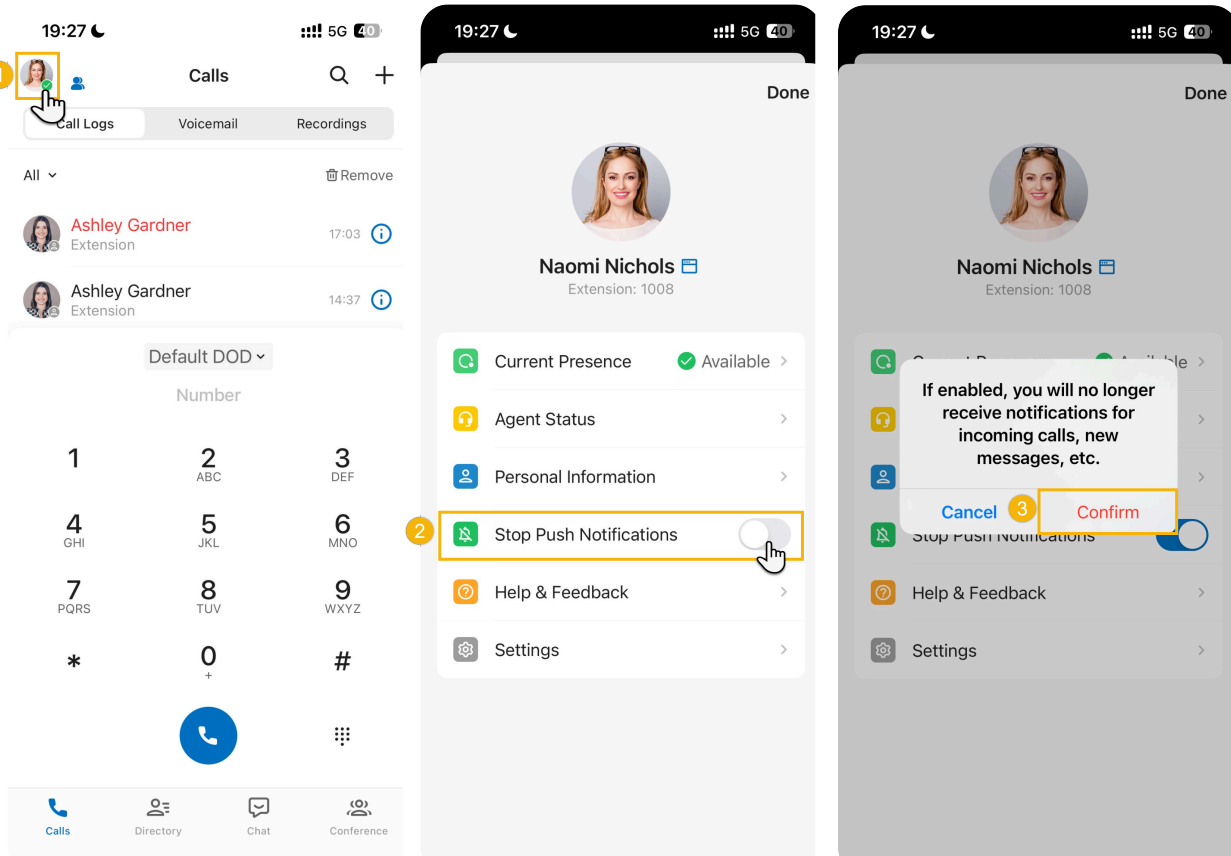 19:27
5G 40
1
Calls
Call Logs
Voicemail
Recordings
All
Remove
Ashley Gardner
Extension
17:03
Ashley Gardner
Extension
14:37
Default DOD
Number
1
2
ABC
3
DEF
4
GHI
5
JKL
6
MNO
7
PQRS
8
TUV
9
WXYZ
*
0
+
#
Calls
Directory
Chat
Conference
19:27
5G 40
Done
Naomi Nichols
Extension: 1008
Current Presence
Available
Agent Status
Personal Information
2
Stop Push Notifications
Help & Feedback
Settings
19:27
5G 40
Done
Naomi Nichols
Extension: 1008
If enabled, you will no longer
receive notifications for
incoming calls, new
messages, etc.
Cancel
3
Confirm
Stop Push Notifications
Help & Feedback
Settings